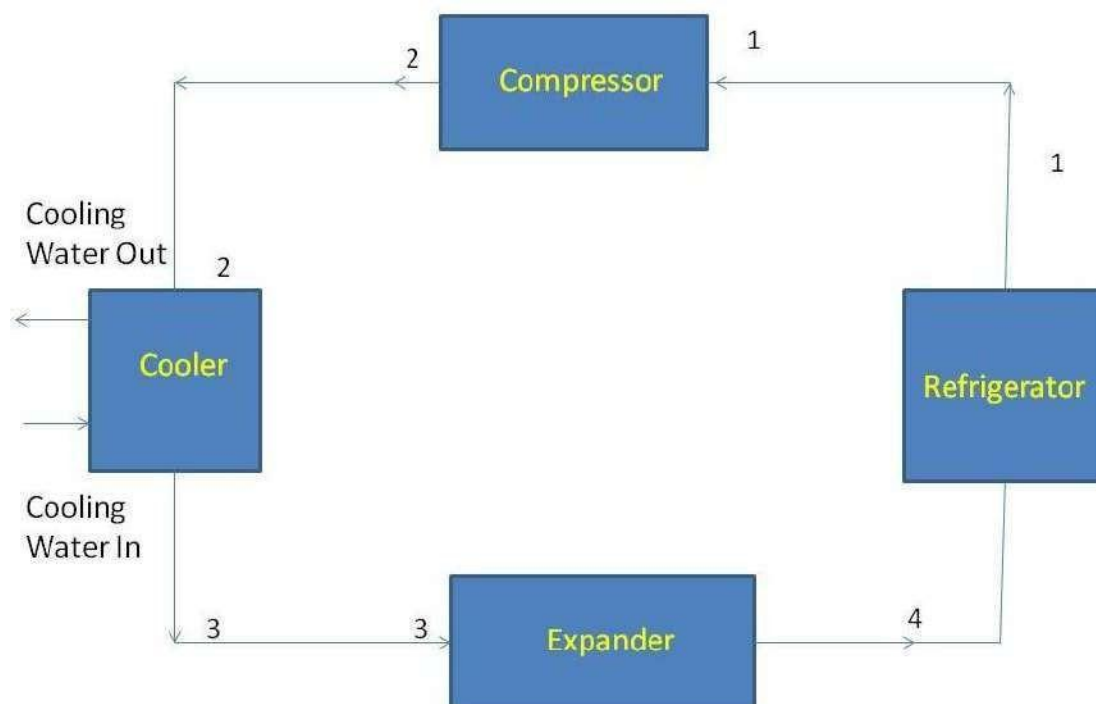 2
Compressor
1
1
Cooling
Water Out
2
Cooler
Refrigerator
Cooling
Water In
3
3
Expander
4